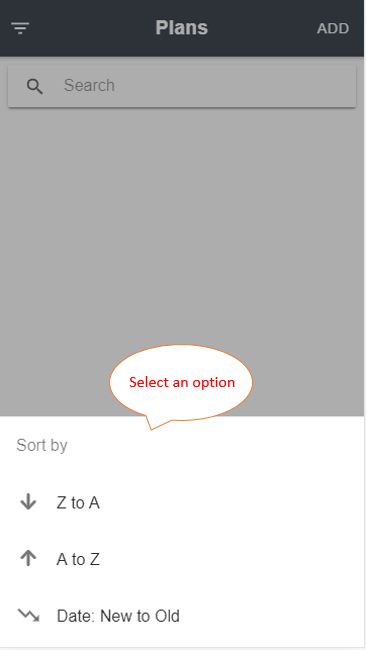 Plans
ADD
Search
Select an option
Sort by
Z to A
A to Z
Date: New to Old